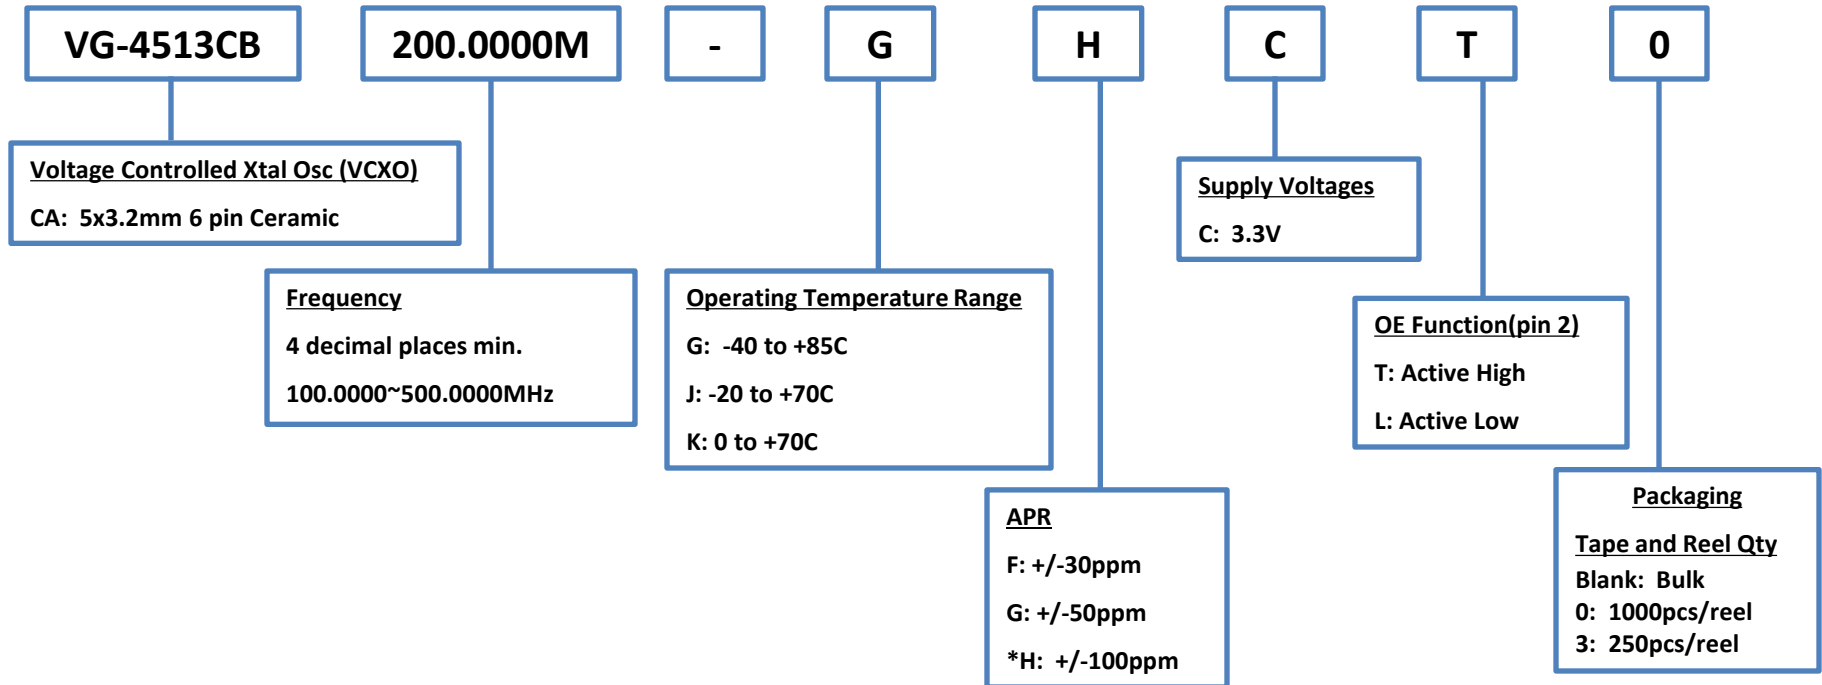 VG-4513CB 200.0000M - G H C T 0
Voltage Controlled Xtal Osc (VCXO)
CA: 5x3.2mm 6 pin Ceramic
Frequency
4 decimal places min.
100.0000~500.0000MHz
Operating Temperature Range
G: -40 to +85C
J: -20 to +70C
K: 0 to +70C
APR
F: +/-30ppm
G: +/-50ppm
*H: +/-100ppm
Supply Voltages
C: 3.3V
OE Function(pin 2)
T: Active High
L: Active Low
Packaging
Tape and Reel Qty
Blank: Bulk
0: 1000pcs/reel
3: 250pcs/reel